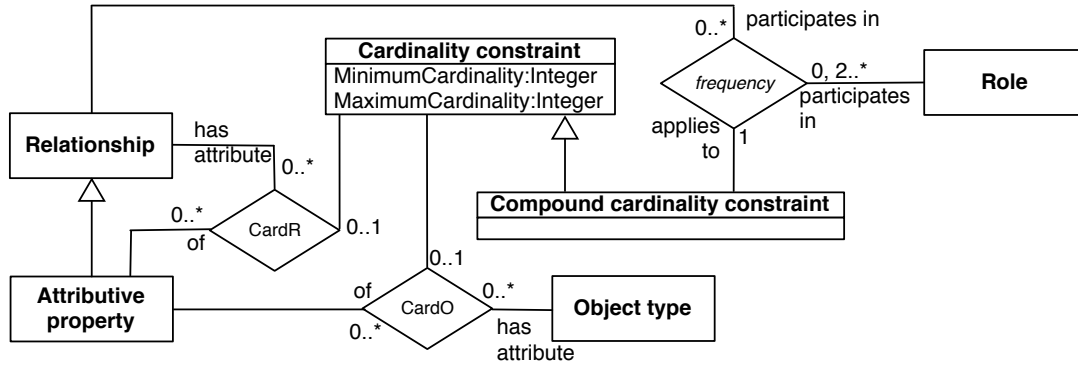 participates in
0..*
Cardinality constraint
MinimumCardinality:Integer
MaximumCardinality:Integer
frequency
0, 2..*
participates
in
Role
Relationship
has
attribute
0..*
applies
to
1
Compound cardinality constraint
0..*
of
CardR
0..1
0..1
Attributive
property
of
0..*
CardO
0..*
has
attribute
Object type